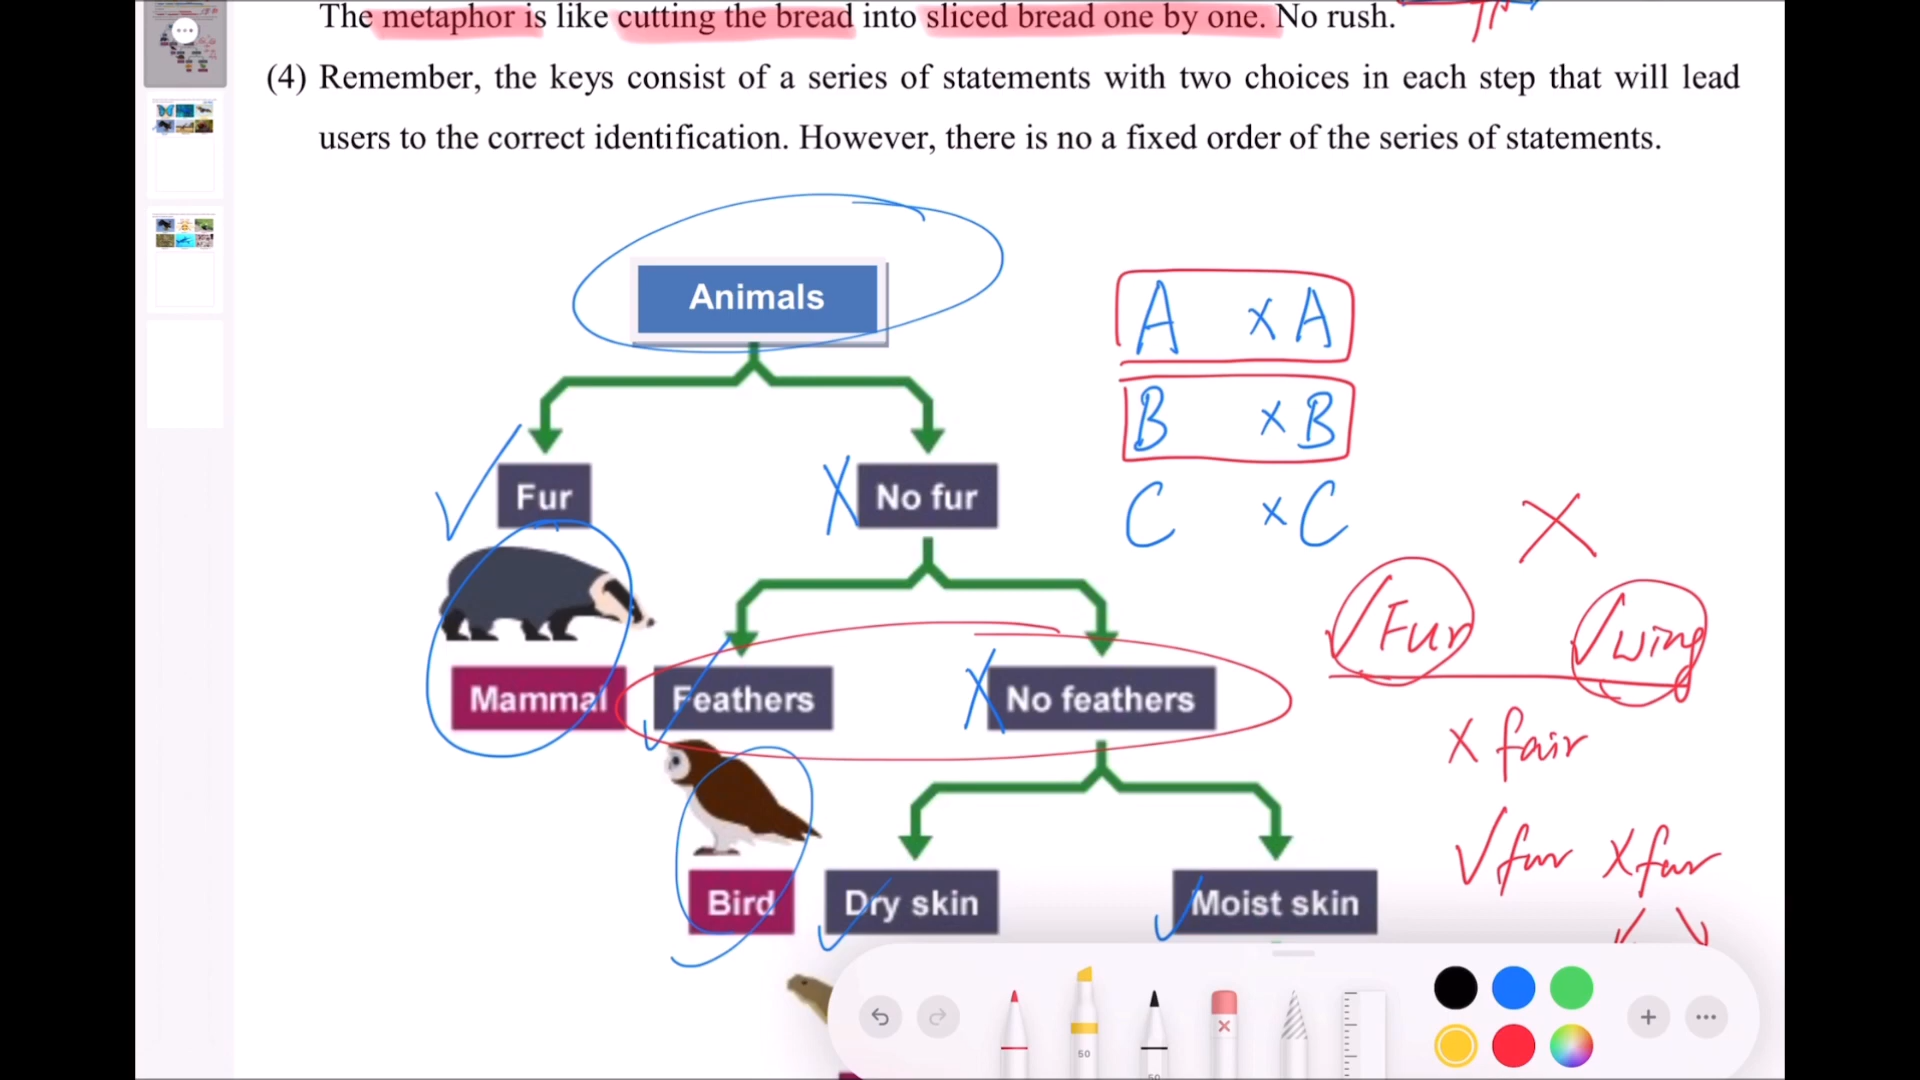 The metaphor is like cutting the bread into sliced bread one by one. No rush.
(4) Remember, the keys consist of a series of statements with two choices in each step that will lead
users to the correct identification. However, there is no a fixed order of the series of statements.
Animals
A x A
B x B
Fur
No fur
C x C
X
✓ Fur ✓ wing
Mammal
Feathers
No feathers
x fair
✓ fur x fur
Bird
Dry skin
Moist skin
50
50